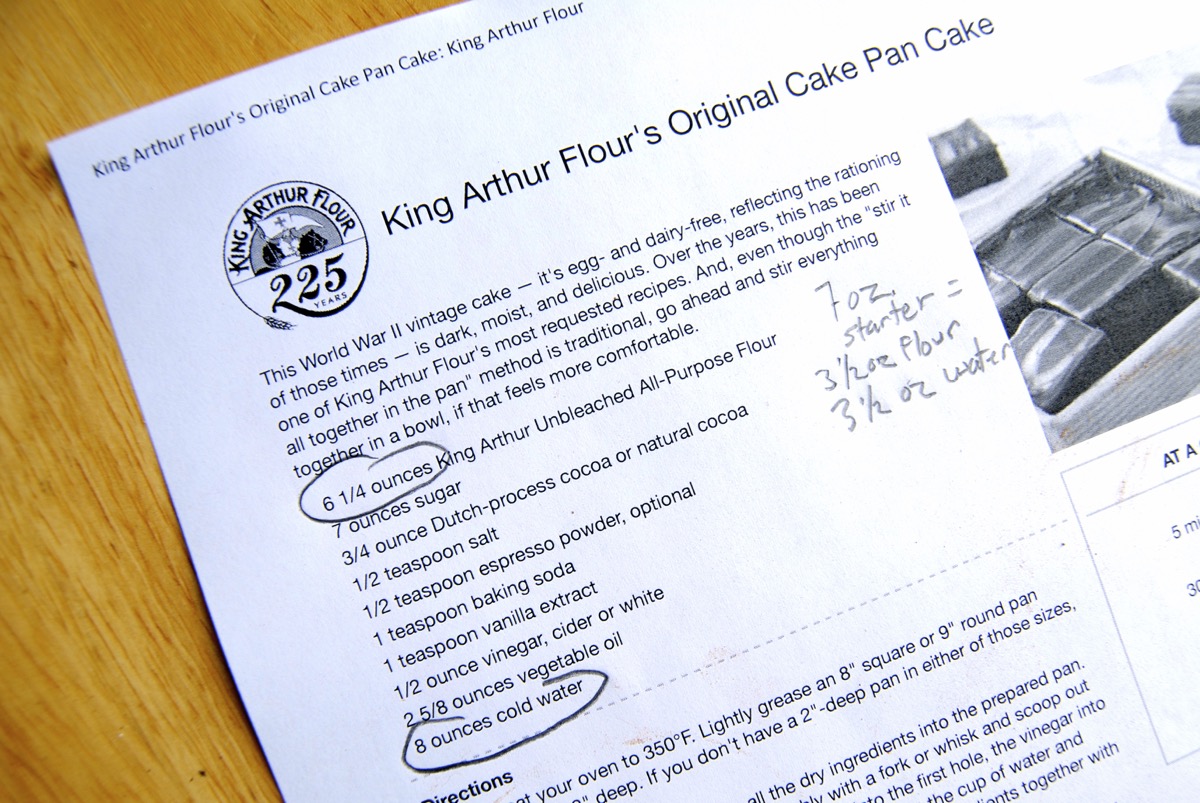 King Arthur Flour's Original Cake Pan Cake: King Arthur Flour
King Arthur Flour's Original Cake Pan Cake
KING ARTHUR FLOUR
225
YEARS
This World War II vintage cake — it's egg- and dairy-free, reflecting the rationing
of those times — is dark, moist, and delicious. Over the years, this has been
one of King Arthur Flour's most requested recipes. And, even though the "stir it
all together in the pan" method is traditional, go ahead and stir everything
together in a bowl, if that feels more comfortable.
7 oz.
starter =
3 1/2 oz flour
3 1/2 oz water
6 1/4 ounces King Arthur Unbleached All-Purpose Flour
7 ounces sugar
3/4 ounce Dutch-process cocoa or natural cocoa
1/2 teaspoon salt
1/2 teaspoon espresso powder, optional
1 teaspoon baking soda
1 teaspoon vanilla extract
1/2 ounce vinegar, cider or white
2 5/8 ounces vegetable oil
8 ounces cold water
Directions
your oven to 350°F. Lightly grease an 8" square or 9" round pan
deep. If you don't have a 2"-deep pan in either of those sizes,
all the dry ingredients into the prepared pan.
with a fork or whisk and scoop out
the first hole, the vinegar into
the cup of water and
together with
AT A
5